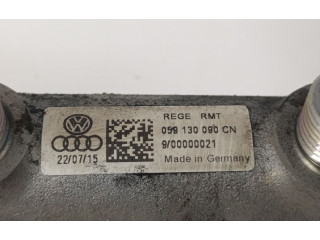 REGE RMT
059 130 090 CN
9/00000021
22/07/15
Made in Germany